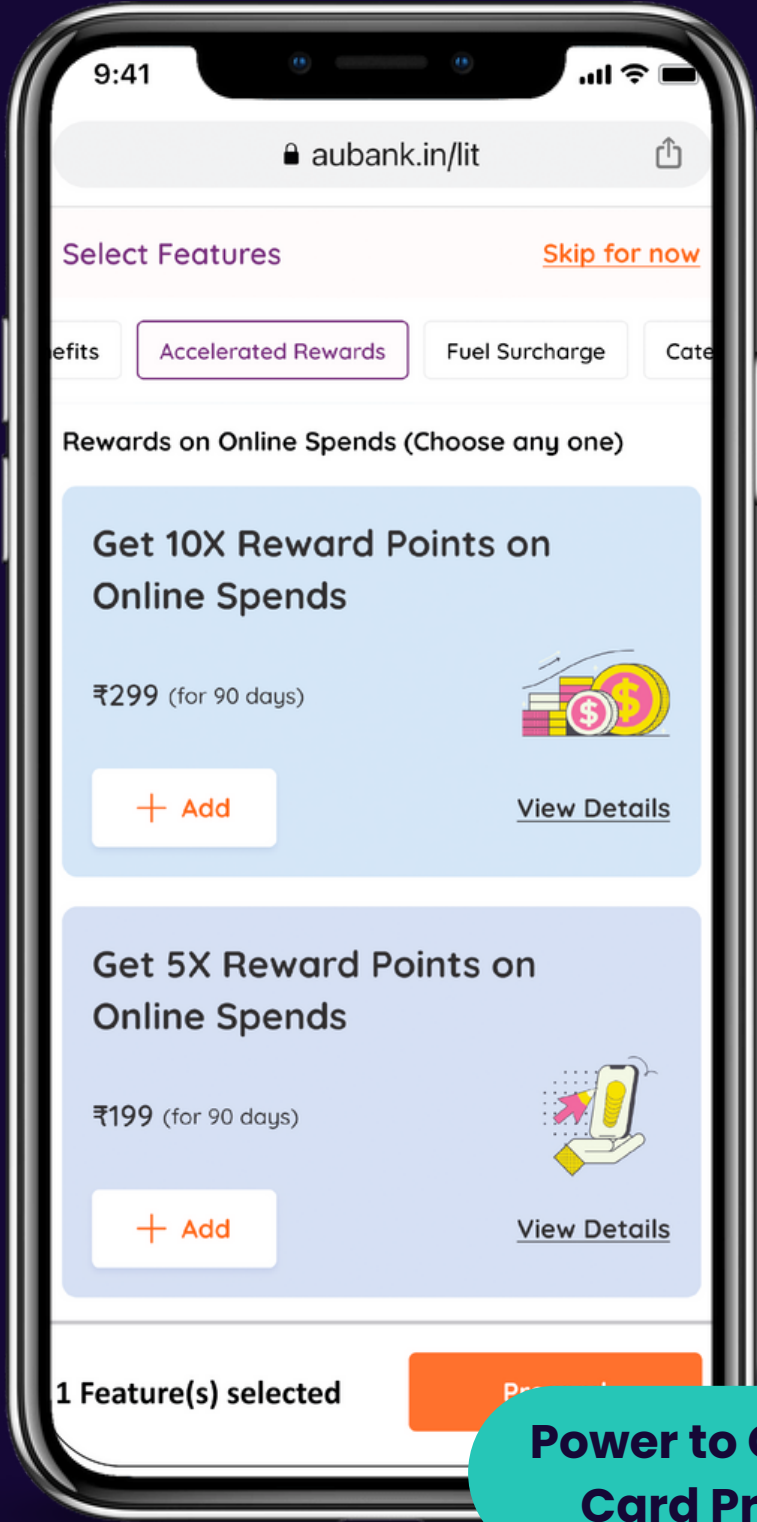 9:41
aubank.in/lit
Select Features
Skip for now
Accelerated Rewards
Fuel Surcharge
Rewards on Online Spends (Choose any one)
Get 10X Reward Points on
Online Spends
₹299 (for 90 days)
+ Add
View Details
Get 5X Reward Points on
Online Spends
₹199 (for 90 days)
+ Add
View Details
1 Feature(s) selected
Power to
Card